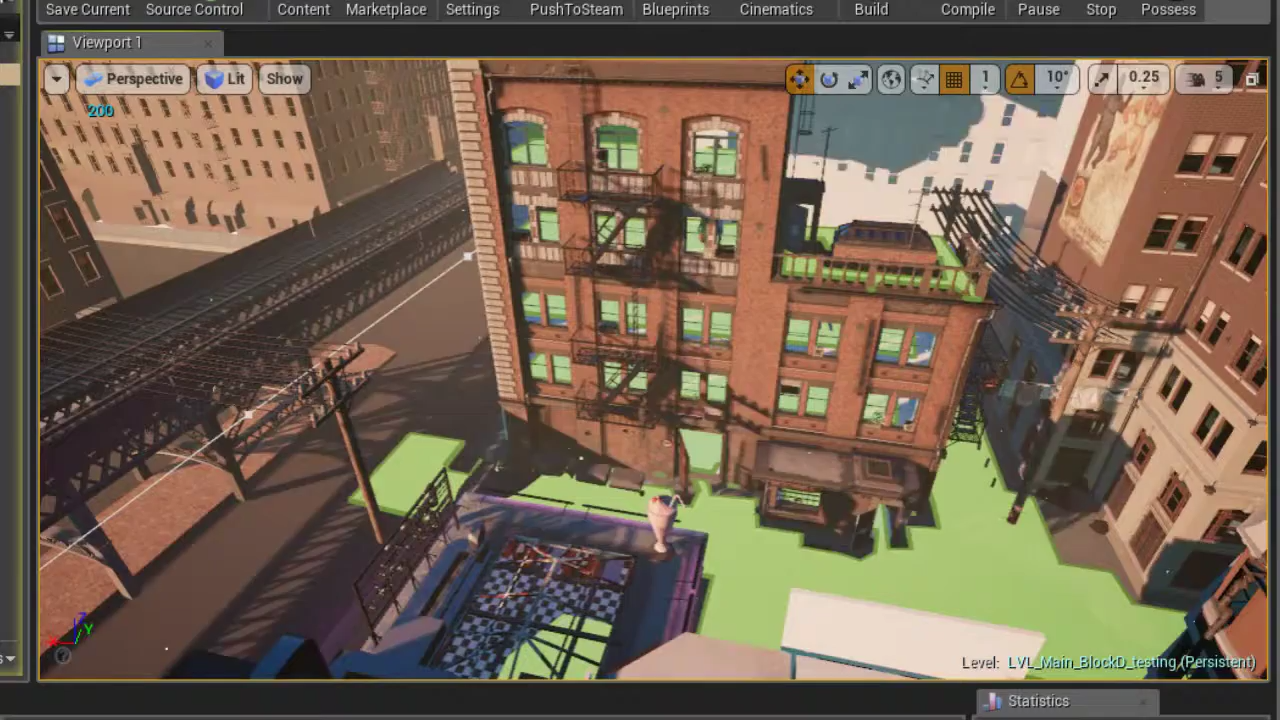 Save Current Source Control Content Marketplace Settings PushToSteam Blueprints Cinematics Build Compile Pause Stop Possess
Viewport 1
Perspective Lit Show 1 10° 0.25 5
200
Y
Level: LVL_Main_BlockD_testing (Persistent)
Statistics